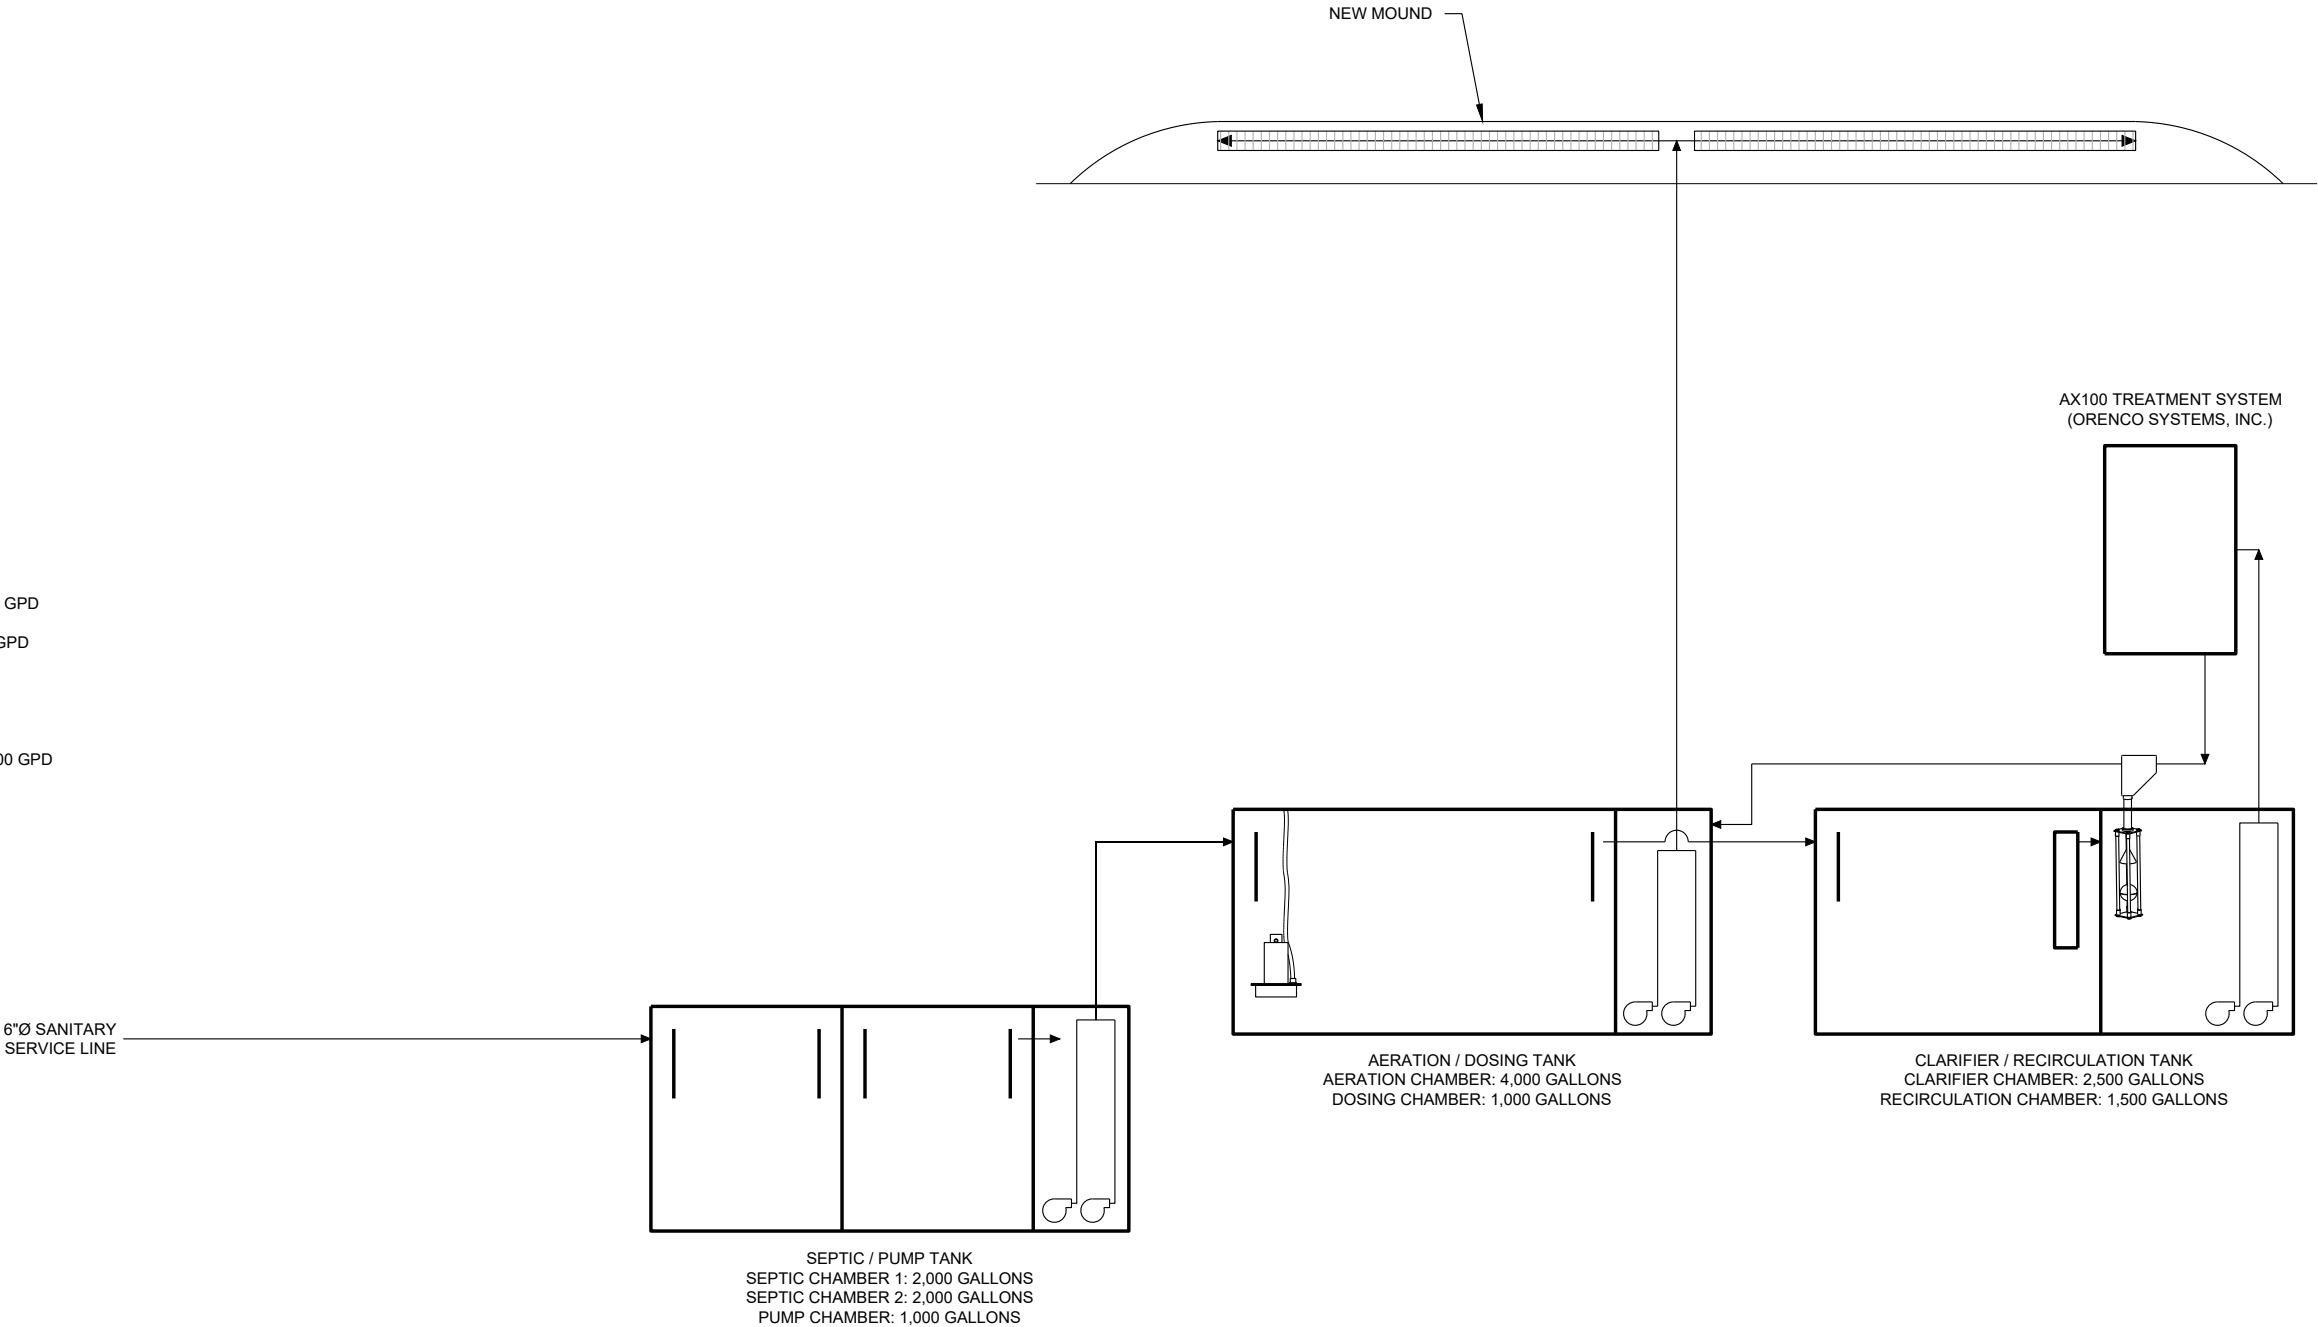 NEW MOUND
AX100 TREATMENT SYSTEM
(ORENCO SYSTEMS, INC.)
GPD
GPD
00 GPD
6"Ø SANITARY
SERVICE LINE
AERATION / DOSING TANK
AERATION CHAMBER: 4,000 GALLONS
DOSING CHAMBER: 1,000 GALLONS
CLARIFIER / RECIRCULATION TANK
CLARIFIER CHAMBER: 2,500 GALLONS
RECIRCULATION CHAMBER: 1,500 GALLONS
SEPTIC / PUMP TANK
SEPTIC CHAMBER 1: 2,000 GALLONS
SEPTIC CHAMBER 2: 2,000 GALLONS
PUMP CHAMBER: 1,000 GALLONS